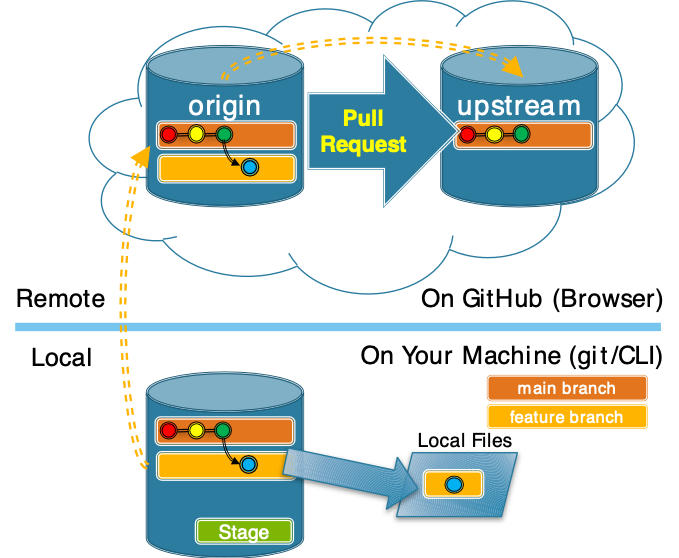 origin
upstream
Pull
Request
Remote
On GitHub (Browser)
Local
On Your Machine (git/CLI)
main branch
feature branch
Local Files
Stage